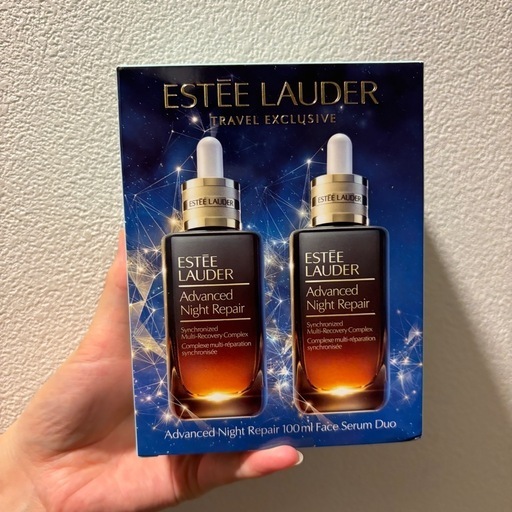 ESTĒE LAUDER
TRAVEL EXCLUSIVE
ESTĒE LAUDER
ESTĒE
LAUDER
Advanced
Night Repair
Synchronized
Multi-Recovery Complex
Complexe multi-réparation
synchronisée
ESTĒE LAUDER
ESTĒE
LAUDER
Advanced
Night Repair
Synchronized
Multi-Recovery Complex
Complexe multi-réparation
synchronisée
Advanced Night Repair 100ml Face Serum Duo